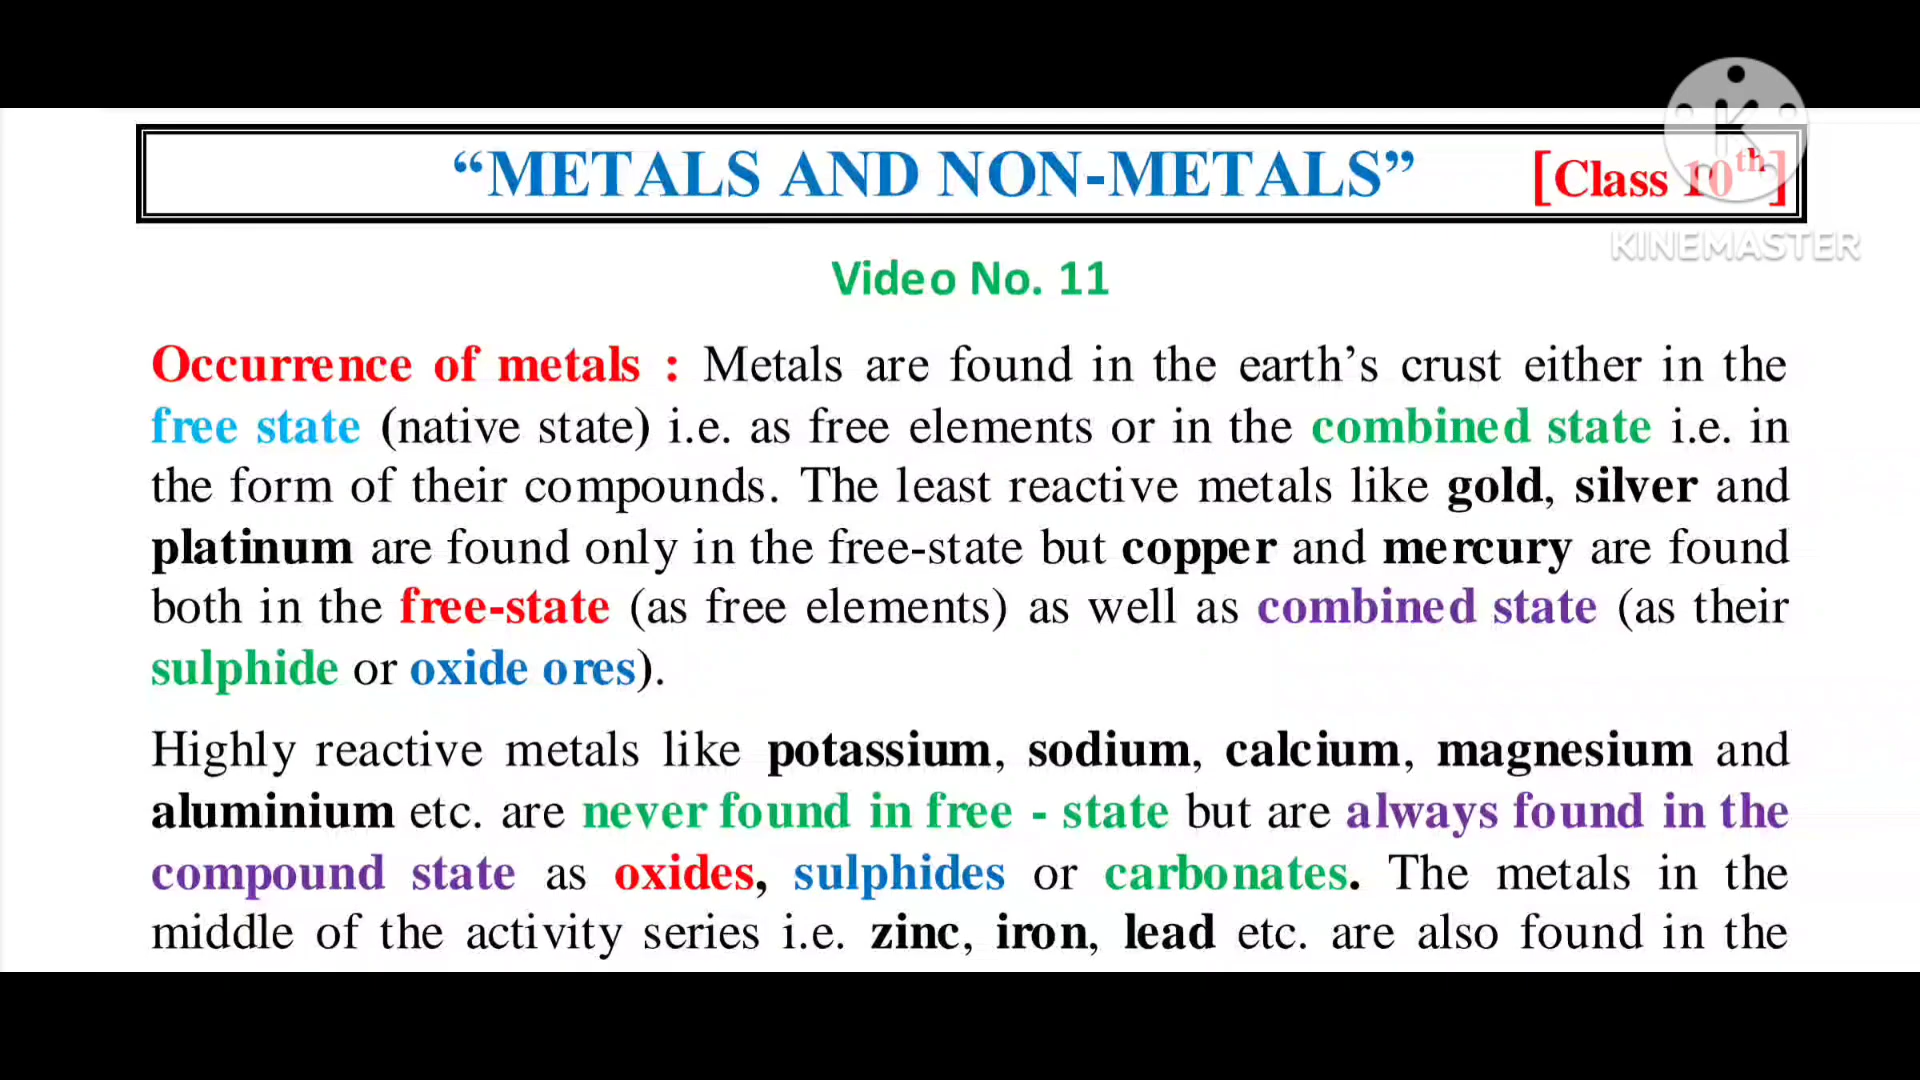 “METALS AND NON-METALS” [Class 10th]
KINEMASTER
Video No. 11
Occurrence of metals : Metals are found in the earth’s crust either in the
free state (native state) i.e. as free elements or in the combined state i.e. in
the form of their compounds. The least reactive metals like gold, silver and
platinum are found only in the free-state but copper and mercury are found
both in the free-state (as free elements) as well as combined state (as their
sulphide or oxide ores).
Highly reactive metals like potassium, sodium, calcium, magnesium and
aluminium etc. are never found in free - state but are always found in the
compound state as oxides, sulphides or carbonates. The metals in the
middle of the activity series i.e. zinc, iron, lead etc. are also found in the